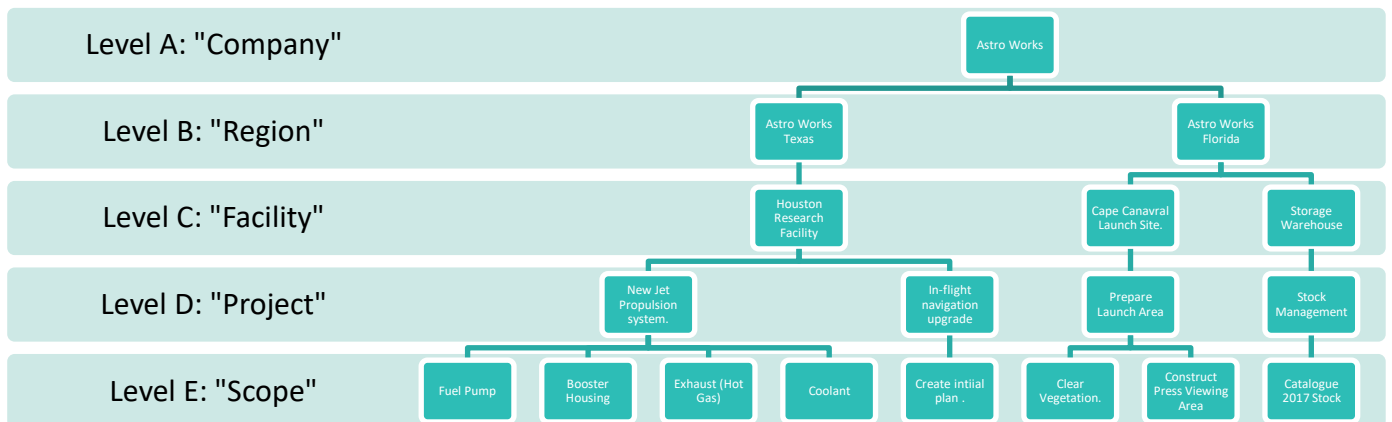 Level A: "Company"
Astro Works
Level B: "Region"
Astro Works
Texas
Astro Works
Florida
Level C: "Facility"
Houston
Research
Facility
Cape Canavral
Launch Site.
Storage
Warehouse
Level D: "Project"
New Jet
Propulsion
system.
In-flight
navigation
upgrade
Prepare
Launch Area
Stock
Management
Level E: "Scope"
Fuel Pump
Booster
Housing
Exhaust (Hot
Gas)
Coolant
Create intiial
plan .
Clear
Vegetation.
Construct
Press Viewing
Area
Catalogue
2017 Stock